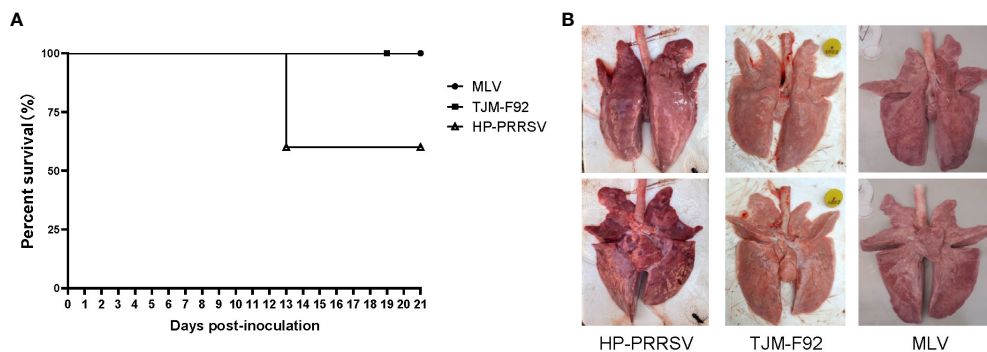 A
Percent survival (%)
100
75
50
25
0
0 1 2 3 4 5 6 7 8 9 10 11 12 13 14 15 16 17 18 19 20 21
Days post-inoculation
MLV
TJM-F92
HP-PRRSV
B
HP-PRRSV TJM-F92 MLV